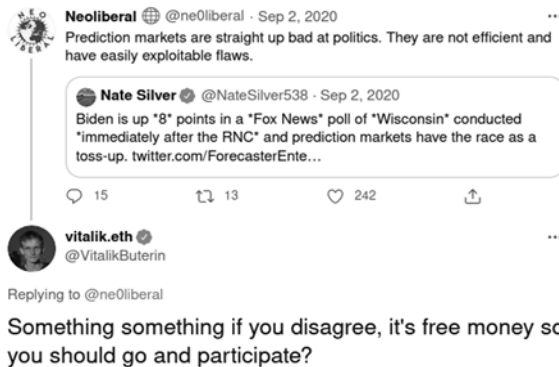 Neoliberal @ne0liberal · Sep 2, 2020
Prediction markets are straight up bad at politics. They are not efficient and
have easily exploitable flaws.
Nate Silver @NateSilver538 · Sep 2, 2020
Biden is up *8* points in a *Fox News* poll of *Wisconsin* conducted
*immediately after the RNC* and prediction markets have the race as a
toss-up. twitter.com/ForecasterEnte…
15 13 242
vitalik.eth
@VitalikButerin
Replying to @ne0liberal
Something something if you disagree, it's free money so
you should go and participate?